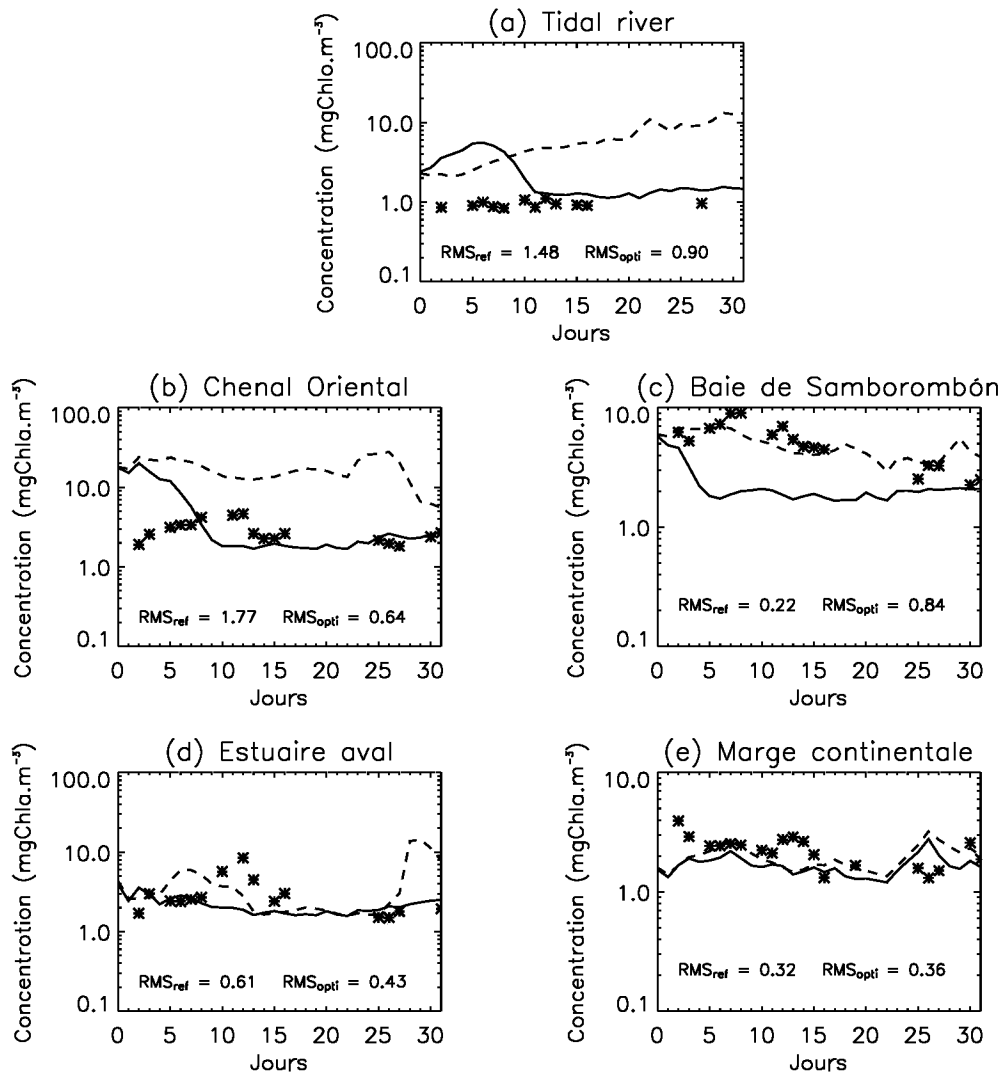 (a) Tidal river
Concentration (mgChla.m⁻³)
100.0
10.0
1.0
0.1
RMSref = 1.48 RMSopti = 0.90
0 5 10 15 20 25 30
Jours
(b) Chenal Oriental
Concentration (mgChla.m⁻³)
100.0
10.0
1.0
0.1
RMSref = 1.77 RMSopti = 0.64
0 5 10 15 20 25 30
Jours
(c) Baie de Samborombón
Concentration (mgChla.m⁻³)
10.0
1.0
0.1
RMSref = 0.22 RMSopti = 0.84
0 5 10 15 20 25 30
Jours
(d) Estuaire aval
Concentration (mgChla.m⁻³)
100.0
10.0
1.0
0.1
RMSref = 0.61 RMSopti = 0.43
0 5 10 15 20 25 30
Jours
(e) Marge continentale
Concentration (mgChla.m⁻³)
10.0
1.0
0.1
RMSref = 0.32 RMSopti = 0.36
0 5 10 15 20 25 30
Jours